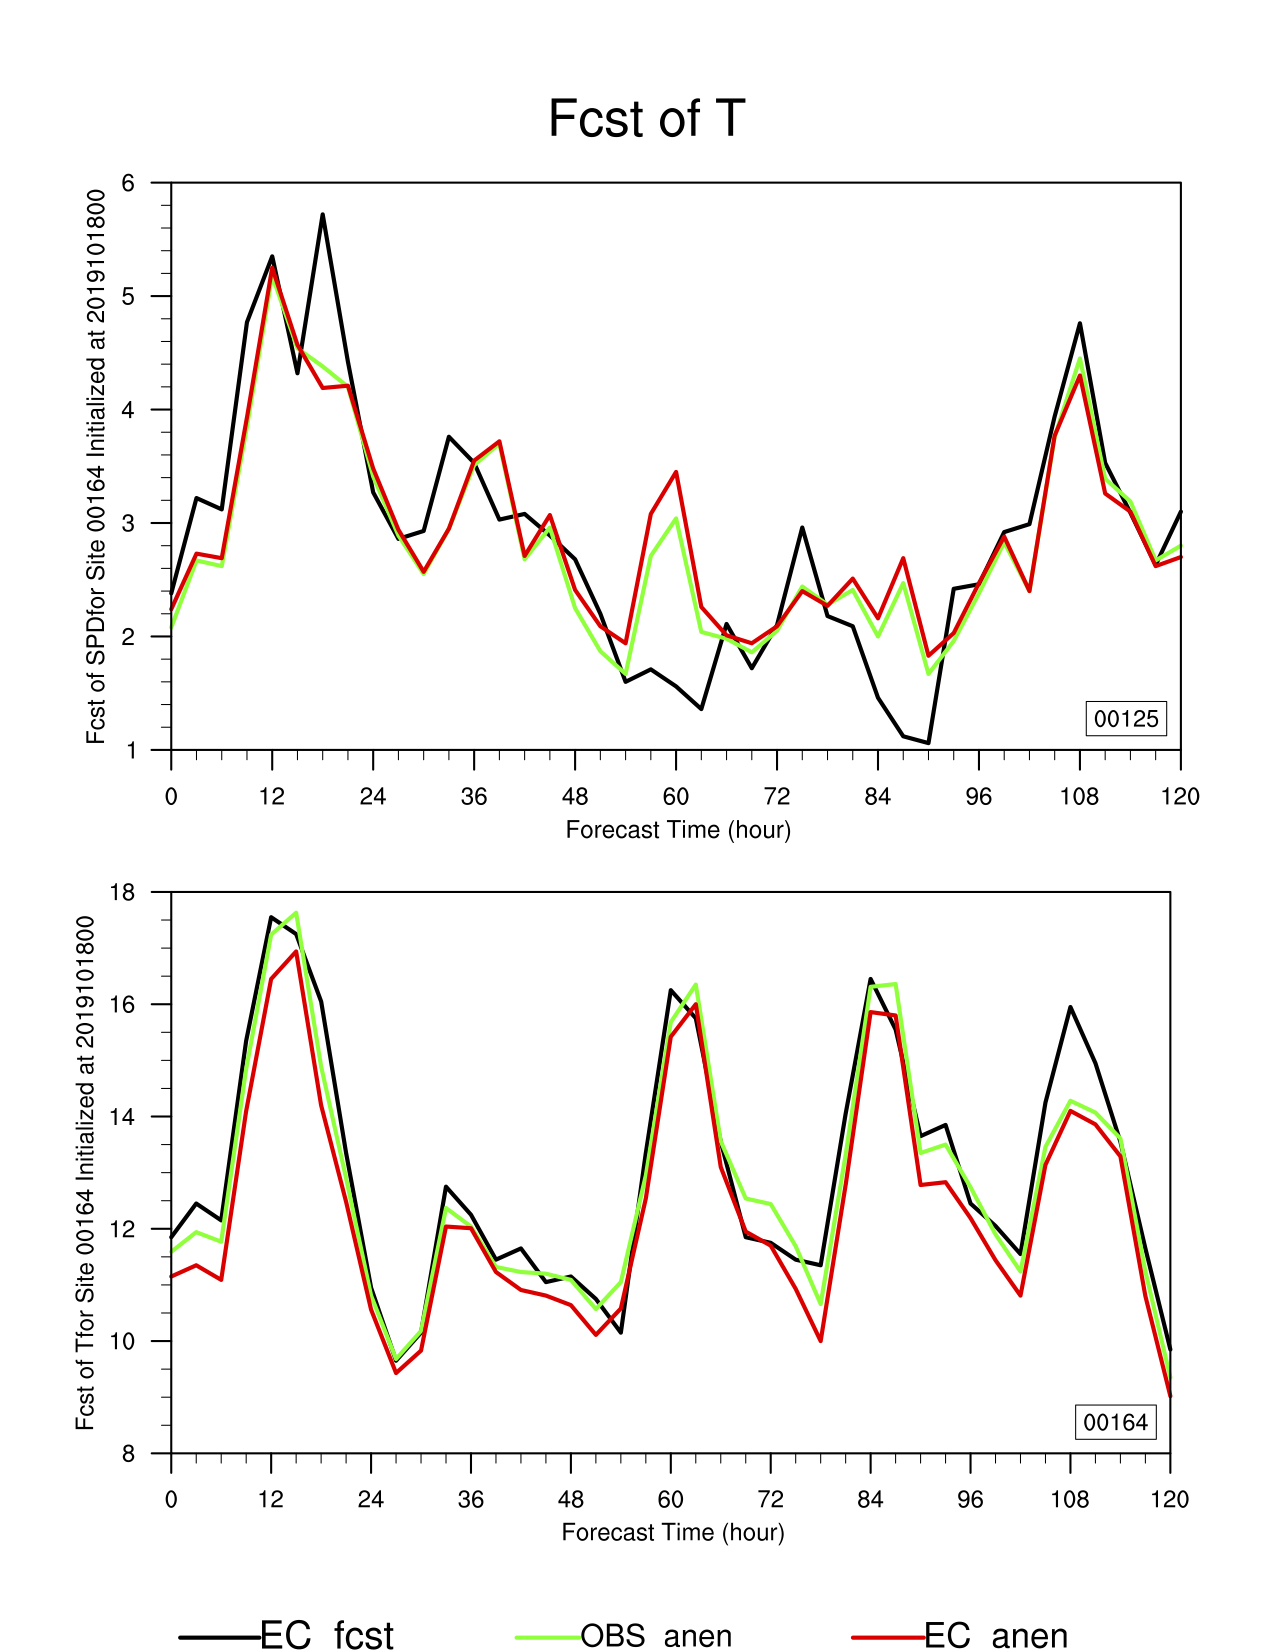 Fcst of T
Fcst of SPDfor Site 00164 Initialized at 2019101800
6
5
4
3
2
1
00125
0 12 24 36 48 60 72 84 96 108 120
Forecast Time (hour)
Fcst of Tfor Site 00164 Initialized at 2019101800
18
16
14
12
10
8
00164
0 12 24 36 48 60 72 84 96 108 120
Forecast Time (hour)
EC fcst OBS anen EC anen